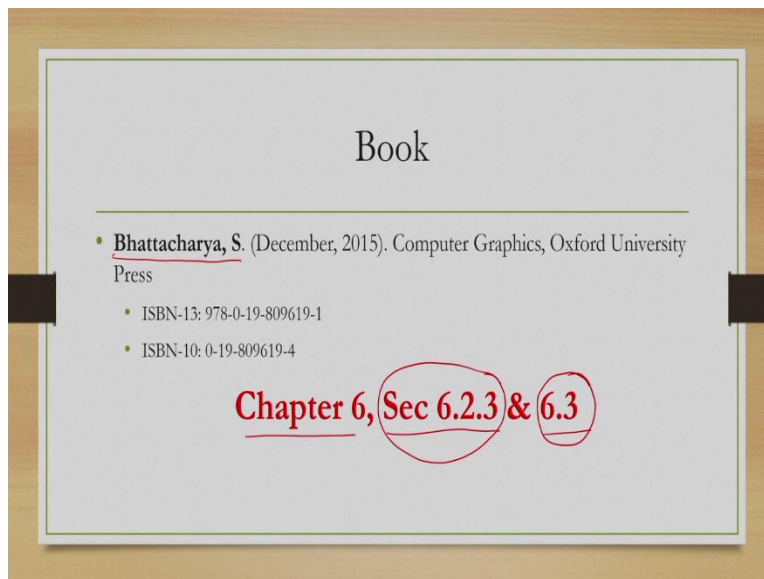 Book
• Bhattacharya, S. (December, 2015). Computer Graphics, Oxford University
Press
• ISBN-13: 978-0-19-809619-1
• ISBN-10: 0-19-809619-4
Chapter 6, Sec 6.2.3 & 6.3